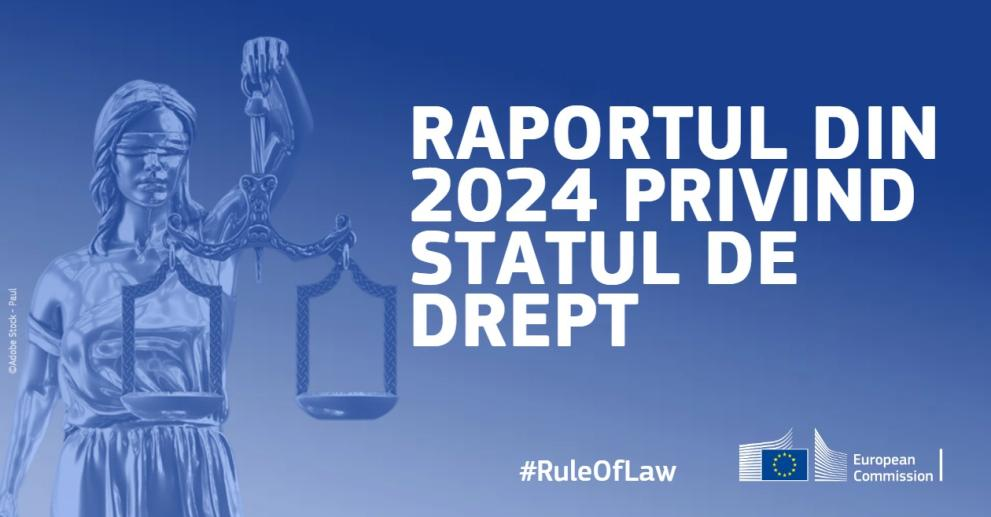 RAPORTUL DIN
2024 PRIVIND
STATUL DE
DREPT
©Adobe Stock - Paul
#RuleOfLaw
European
Commission